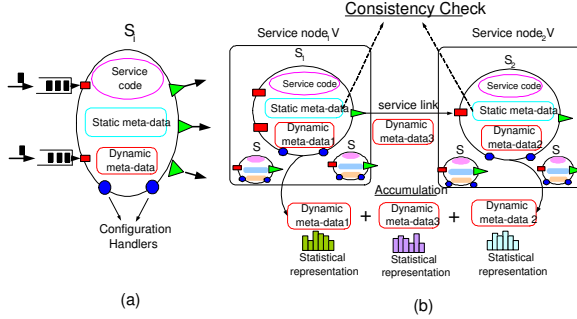 Consistency Check
S1
Service
code
Static meta-data
Dynamic
meta-data
Configuration
Handlers
(a)
Service node1V
S1
Service code
Static meta-data
Dynamic
meta-data1
S
S
service link
Dynamic
meta-data3
Service node2V
S2
Service code
Static meta-data
Dynamic
meta-data2
S
S
Accumulation
Dynamic
meta-data1
+
Dynamic
meta-data3
+
Dynamic
meta-data 2
Statistical
representation
Statistical
representation
Statistical
representation
(b)